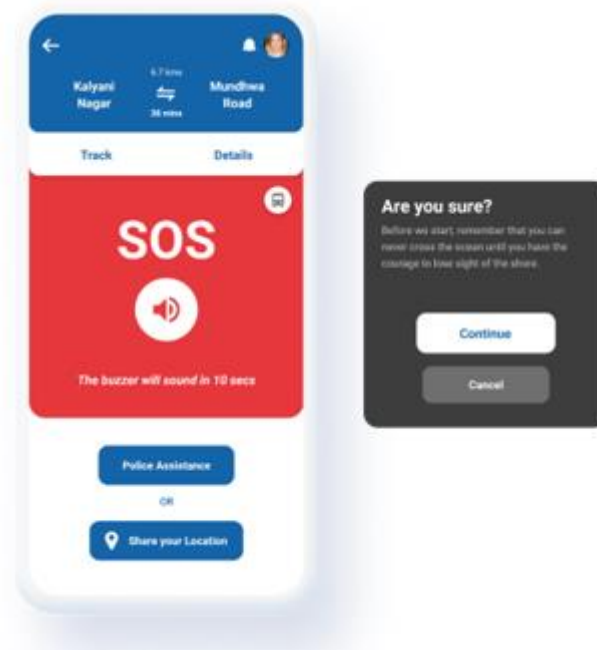 6.7 kms
Kalyani
Nagar
Mundhwa
Road
36 mins
Track
Details
SOS
The buzzer will sound in 10 secs
Police Assistance
OR
Share your Location
Are you sure?
Before we start, remember that you can
never cross the ocean until you have the
courage to lose sight of the shore.
Continue
Cancel